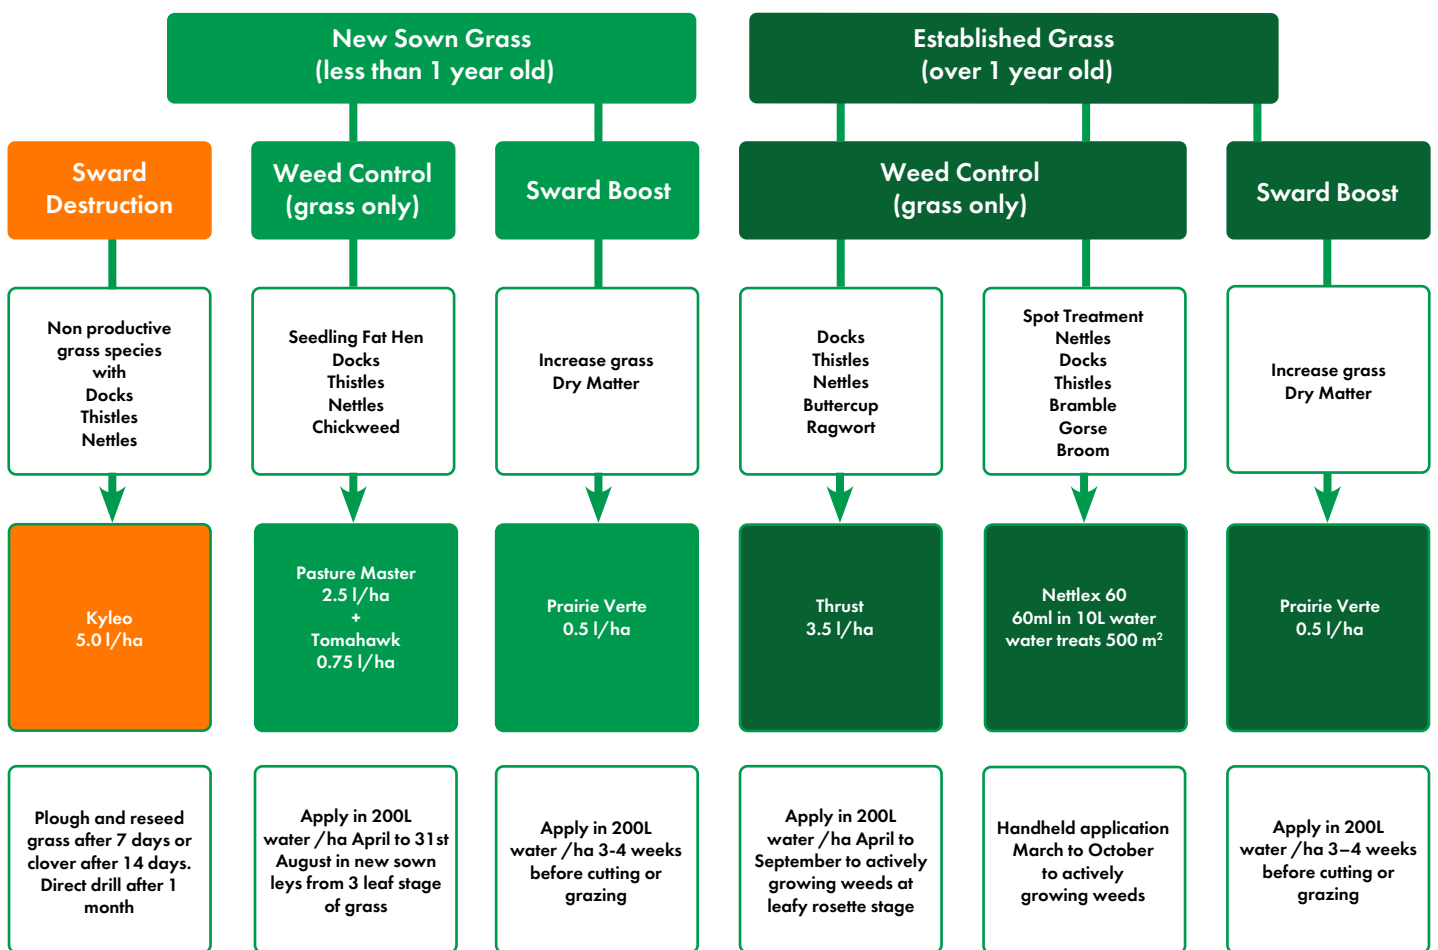 New Sown Grass
(less than 1 year old)
Established Grass
(over 1 year old)
Sward
Destruction
Weed Control
(grass only)
Sward Boost
Weed Control
(grass only)
Sward Boost
Non productive
grass species
with
Docks
Thistles
Nettles
Seedling Fat Hen
Docks
Thistles
Nettles
Chickweed
Increase grass
Dry Matter
Docks
Thistles
Nettles
Buttercup
Ragwort
Spot Treatment
Nettles
Docks
Thistles
Bramble
Gorse
Broom
Increase grass
Dry Matter
Kyleo
5.0 l/ha
Pasture Master
2.5 l/ha
+
Tomahawk
0.75 l/ha
Prairie Verte
0.5 l/ha
Thrust
3.5 l/ha
Nettlex 60
60ml in 10L water
water treats 500 m²
Prairie Verte
0.5 l/ha
Plough and reseed
grass after 7 days or
clover after 14 days.
Direct drill after 1
month
Apply in 200L
water /ha April to 31st
August in new sown
leys from 3 leaf stage
of grass
Apply in 200L
water /ha 3-4 weeks
before cutting or
grazing
Apply in 200L
water /ha April to
September to actively
growing weeds at
leafy rosette stage
Handheld application
March to October
to actively
growing weeds
Apply in 200L
water /ha 3–4 weeks
before cutting or
grazing